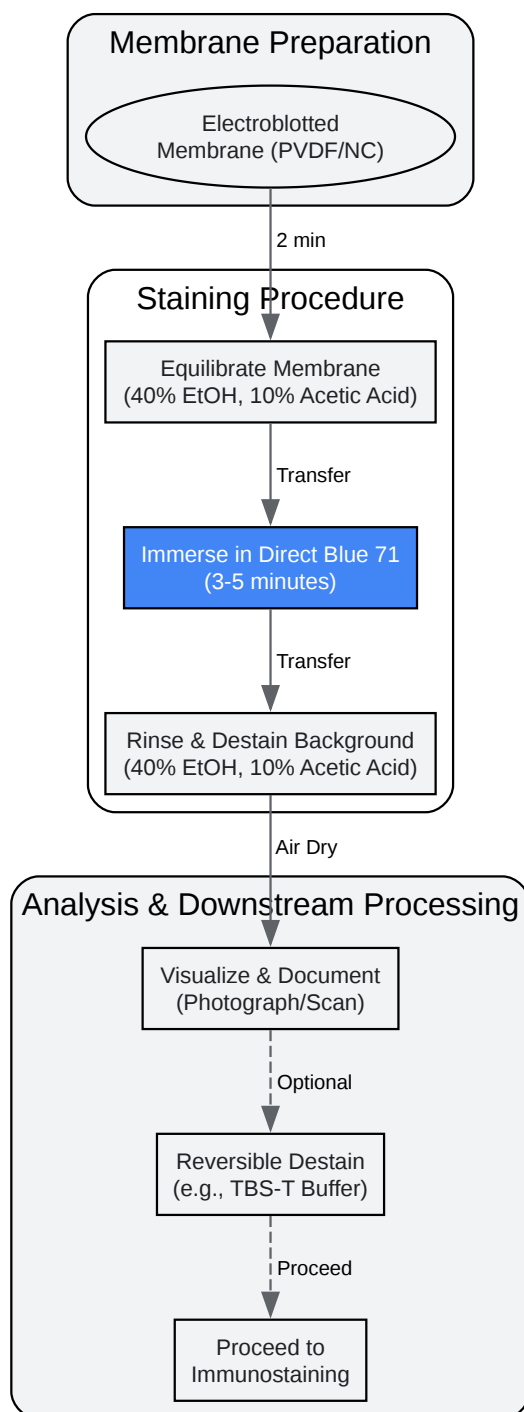 Membrane Preparation
Electroblotted
Membrane (PVDF/NC)
2 min
Staining Procedure
Equilibrate Membrane
(40% EtOH, 10% Acetic Acid)
Transfer
Immerse in Direct Blue 71
(3-5 minutes)
Transfer
Rinse & Destain Background
(40% EtOH, 10% Acetic Acid)
Air Dry
Analysis & Downstream Processing
Visualize & Document
(Photograph/Scan)
Optional
Reversible Destain
(e.g., TBS-T Buffer)
Proceed
Proceed to
Immunostaining